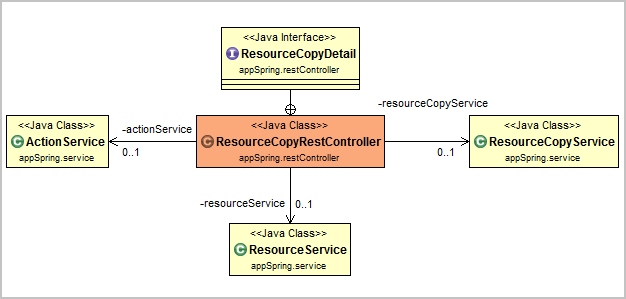 <<Java Interface>>
I ResourceCopyDetail
appSpring.restController
-resourceCopyService
<<Java Class>>
C ActionService
appSpring.service
-actionService
0..1
<<Java Class>>
C ResourceCopyRestController
appSpring.restController
0..1
<<Java Class>>
C ResourceCopyService
appSpring.service
-resourceService
0..1
<<Java Class>>
C ResourceService
appSpring.service